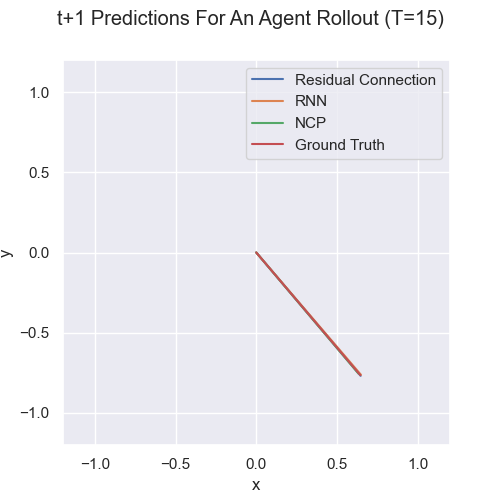 t+1 Predictions For An Agent Rollout (T=15)
Residual Connection
RNN
NCP
Ground Truth
1.0
0.5
0.0
−0.5
−1.0
y
−1.0 −0.5 0.0 0.5 1.0
x